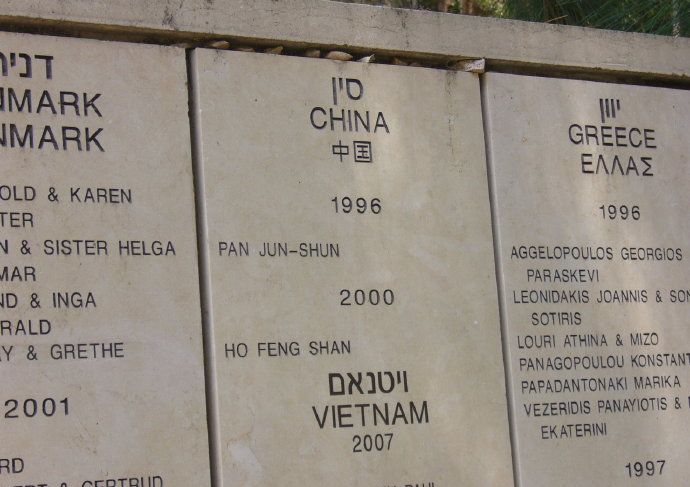 NMARK
NMARK
OLD & KAREN
TER
N & SISTER HELGA
MAR
ND & INGA
RALD
Y & GRETHE
2001
RD
סין
CHINA
中国
1996
PAN JUN-SHUN
2000
HO FENG SHAN
ויטנאם
VIETNAM
2007
יוון
GREECE
ΕΛΛΑΣ
1996
AGGELOPOULOS GEORGIOS
PARASKEVI
LEONIDAKIS JOANNIS & SON
SOTIRIS
LOURI ATHINA & MIZO
PANAGOPOULOU KONSTANT
PAPADANTONAKI MARIKA
VEZERIDIS PANAYIOTIS &
EKATERINI
1997